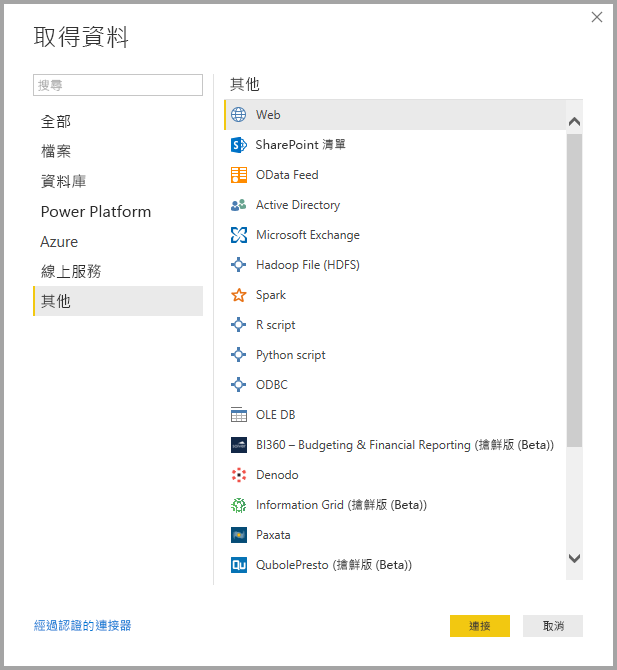 取得資料
搜尋
全部
檔案
資料庫
Power Platform
Azure
線上服務
其他
其他
Web
SharePoint 清單
OData Feed
Active Directory
Microsoft Exchange
Hadoop File (HDFS)
Spark
R script
Python script
ODBC
OLE DB
BI360 – Budgeting & Financial Reporting (搶鮮版 (Beta))
Denodo
Information Grid (搶鮮版 (Beta))
Paxata
QubolePresto (搶鮮版 (Beta))
經過認證的連接器
連接
取消